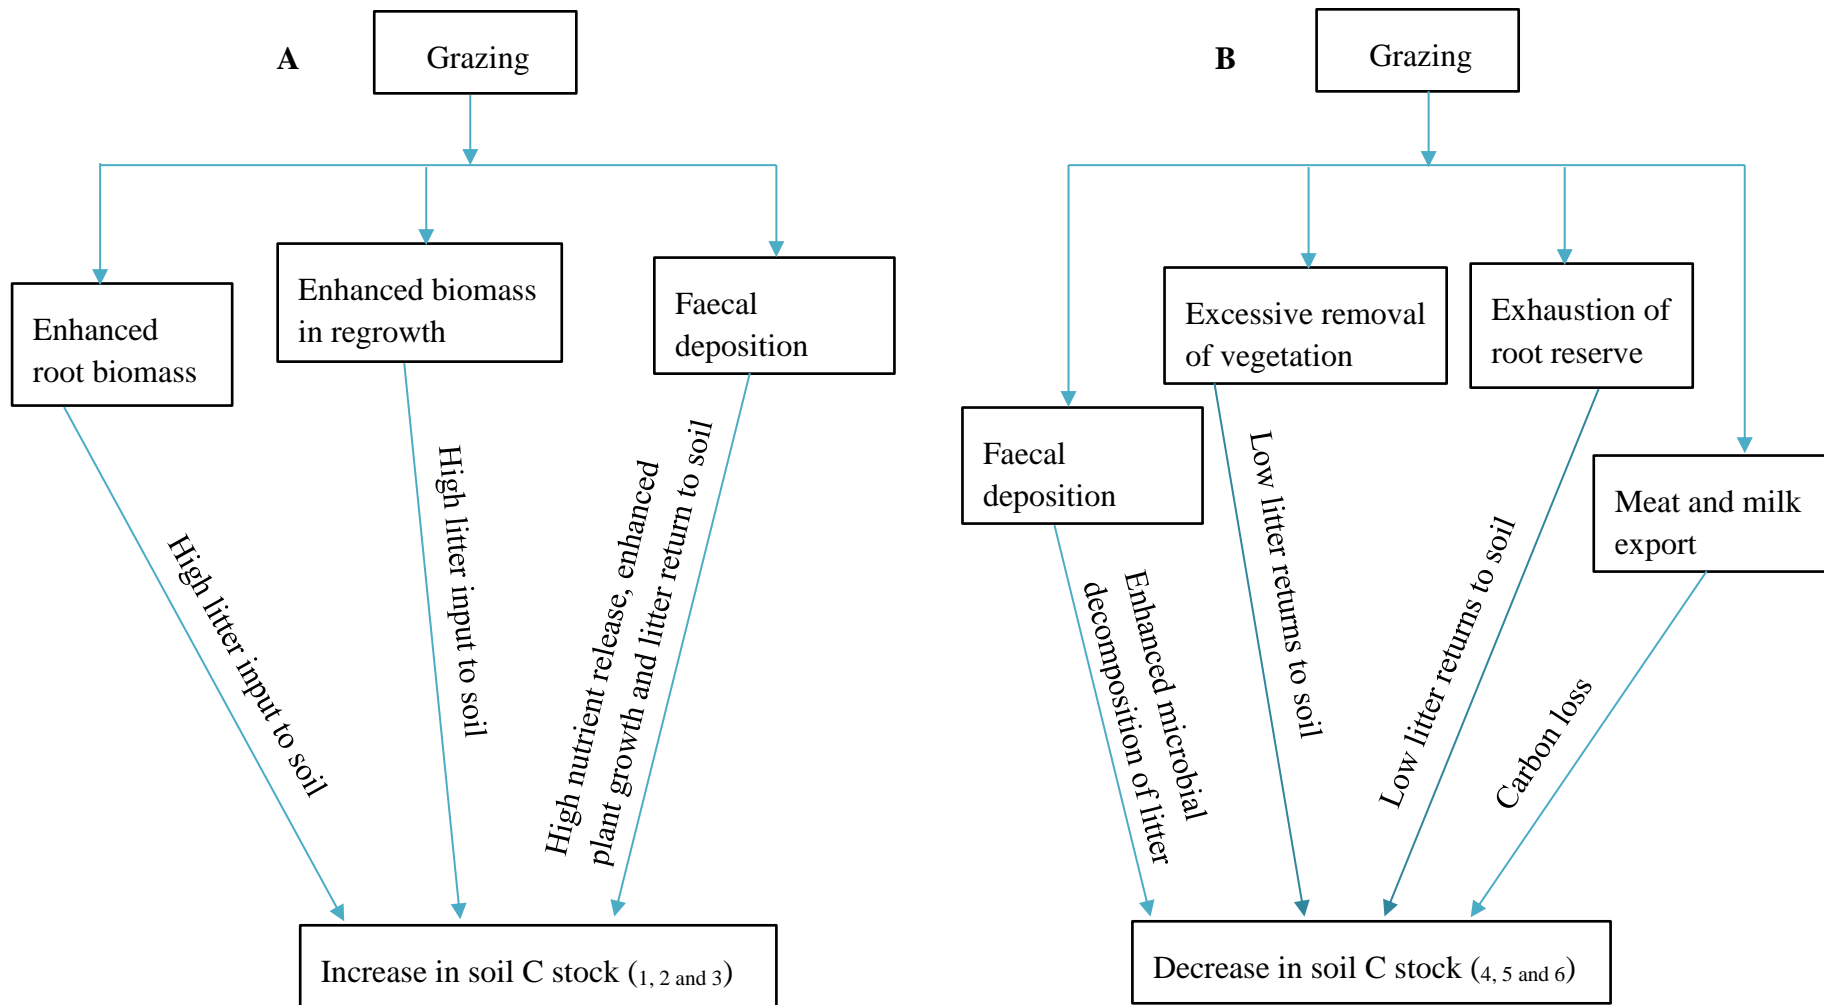 A
Grazing
Enhanced
root biomass
Enhanced biomass
in regrowth
Faecal
deposition
High litter input to soil
High litter input to soil
High nutrient release, enhanced
plant growth and litter return to soil
Increase in soil C stock (1, 2 and 3)
B
Grazing
Faecal
deposition
Excessive removal
of vegetation
Exhaustion of
root reserve
Meat and milk
export
Enhanced microbial
decomposition of litter
Low litter returns to soil
Low litter returns to soil
Carbon loss
Decrease in soil C stock (4, 5 and 6)